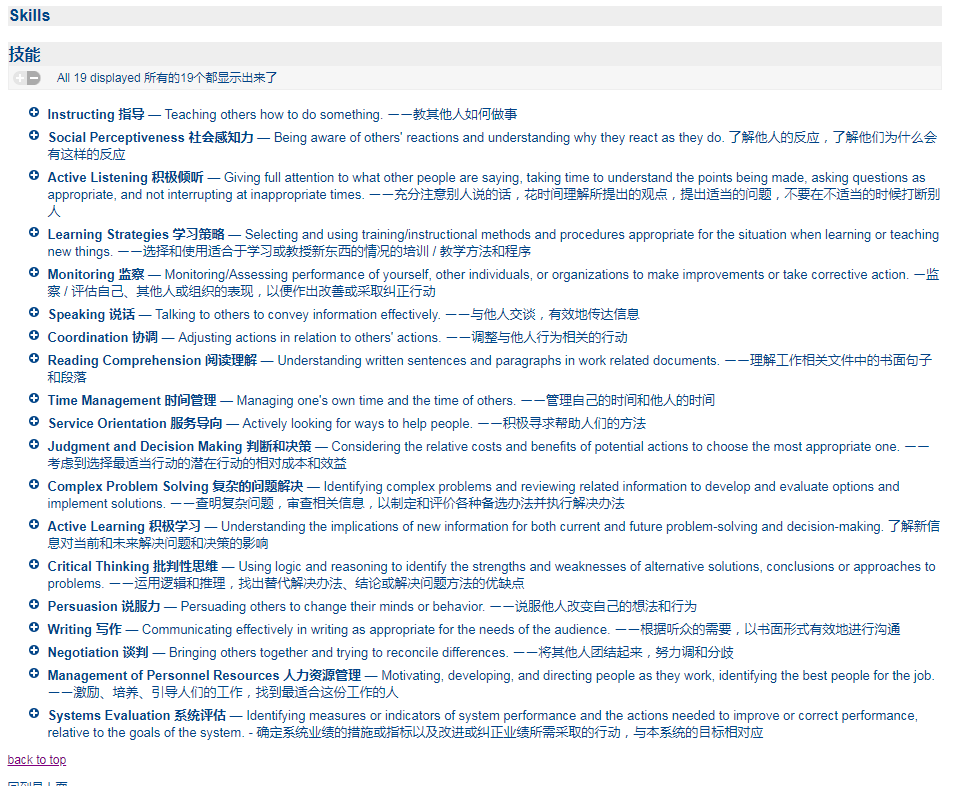 Skills
技能
All 19 displayed 所有的19个都显示出来了
Instructing 指导 — Teaching others how to do something. 一一教其他人如何做事
Social Perceptiveness 社会感知力 — Being aware of others' reactions and understanding why they react as they do. 了解他人的反应，了解他们为什么会
有这样的反应
Active Listening 积极倾听 — Giving full attention to what other people are saying, taking time to understand the points being made, asking questions as
appropriate, and not interrupting at inappropriate times. 一一充分注意别人说的话，花时间理解所提出的观点，提出适当的问题，不要在不适当的时候打断别
人
Learning Strategies 学习策略 — Selecting and using training/instructional methods and procedures appropriate for the situation when learning or teaching
new things. 一一选择和使用适合于学习或教授新东西的情况的培训 / 教学方法和程序
Monitoring 监察 — Monitoring/Assessing performance of yourself, other individuals, or organizations to make improvements or take corrective action. 一监
察 / 评估自己、其他人或组织的表现，以便作出改善或采取纠正行动
Speaking 说话 — Talking to others to convey information effectively. 一一与他人交谈，有效地传达信息
Coordination 协调 — Adjusting actions in relation to others' actions. 一一调整与他人行为相关的行动
Reading Comprehension 阅读理解 — Understanding written sentences and paragraphs in work related documents. 一一理解工作相关文件中的书面句子
和段落
Time Management 时间管理 — Managing one's own time and the time of others. 一一管理自己的时间和他人的时间
Service Orientation 服务导向 — Actively looking for ways to help people. 一一积极寻求帮助人们的方法
Judgment and Decision Making 判断和决策 — Considering the relative costs and benefits of potential actions to choose the most appropriate one. 一一
考虑到选择最适当行动的潜在行动的相对成本和效益
Complex Problem Solving 复杂的问题解决 — Identifying complex problems and reviewing related information to develop and evaluate options and
implement solutions. 一一查明复杂问题，审查相关信息，以制定和评价各种备选办法并执行解决办法
Active Learning 积极学习 — Understanding the implications of new information for both current and future problem-solving and decision-making. 了解新信
息对当前和未来解决问题和决策的影响
Critical Thinking 批判性思维 — Using logic and reasoning to identify the strengths and weaknesses of alternative solutions, conclusions or approaches to
problems. 一一运用逻辑和推理，找出替代解决办法、结论或解决问题方法的优缺点
Persuasion 说服力 — Persuading others to change their minds or behavior. 一一说服他人改变自己的想法和行为
Writing 写作 — Communicating effectively in writing as appropriate for the needs of the audience. 一一根据听众的需要，以书面形式有效地进行沟通
Negotiation 谈判 — Bringing others together and trying to reconcile differences. 一一将其他人团结起来，努力调和分歧
Management of Personnel Resources 人力资源管理 — Motivating, developing, and directing people as they work, identifying the best people for the job.
一一激励、培养、引导人们的工作，找到最适合这份工作的人
Systems Evaluation 系统评估 — Identifying measures or indicators of system performance and the actions needed to improve or correct performance,
relative to the goals of the system. - 确定系统业绩的措施或指标以及改进或纠正业绩所需采取的行动，与本系统的目标相对应
back to top